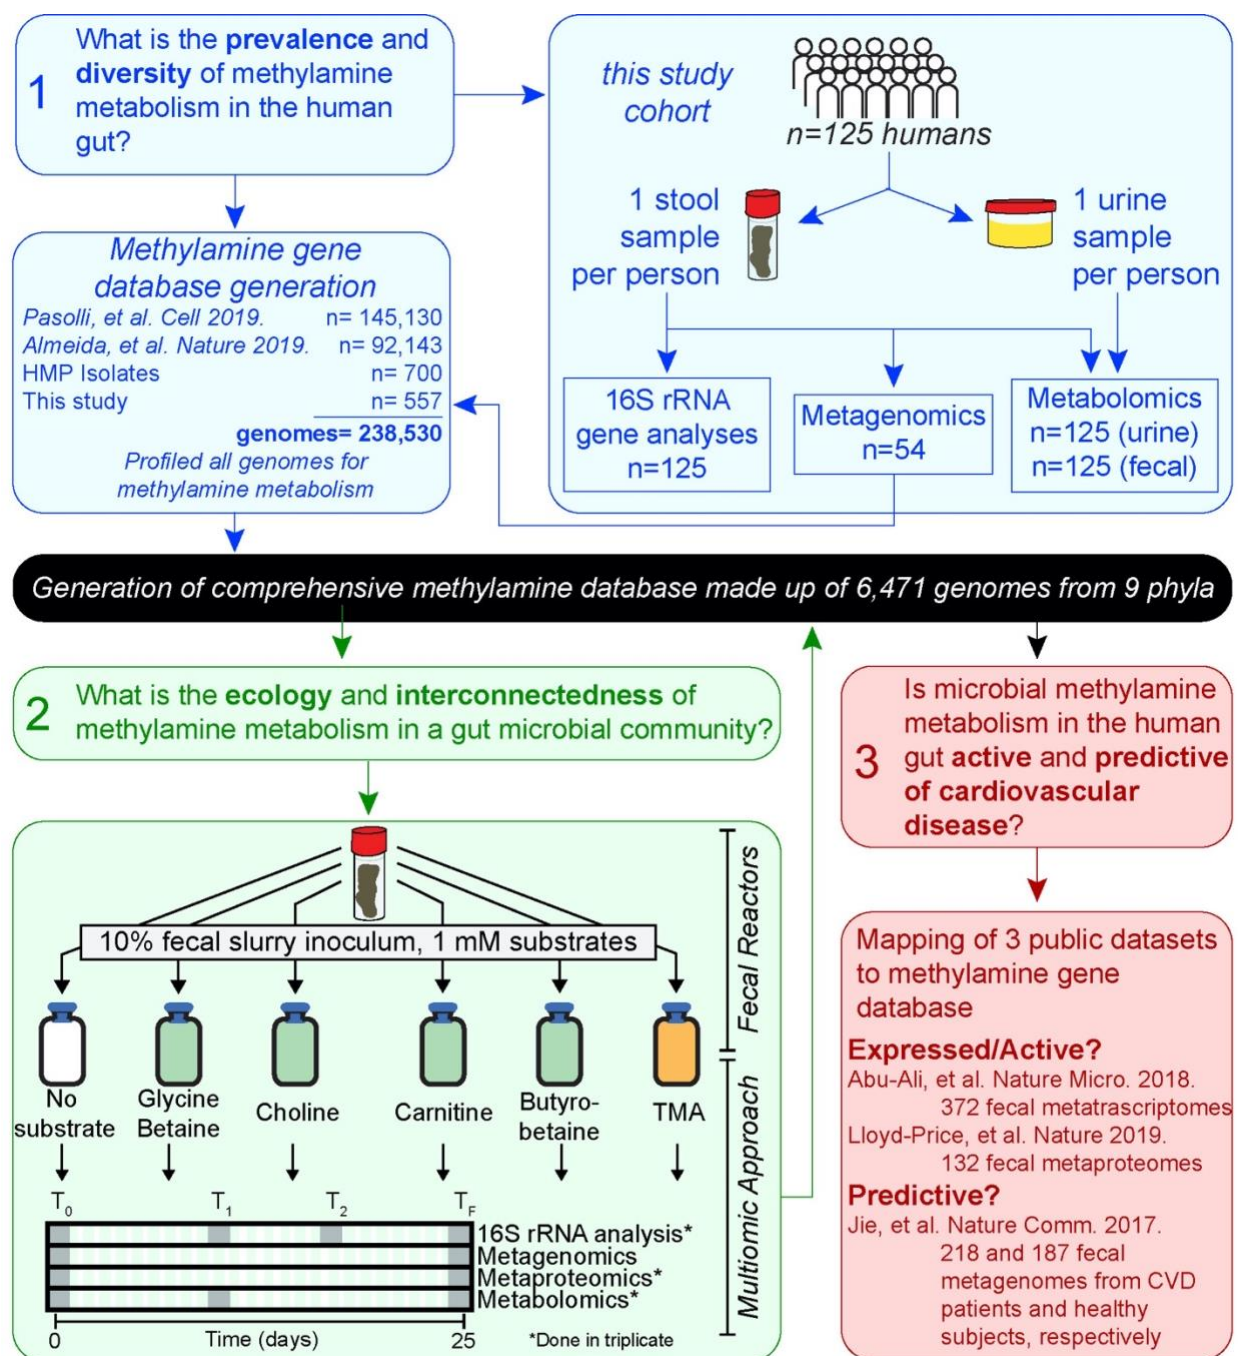 1
What is the prevalence and
diversity of methylamine
metabolism in the human
gut?
this study
cohort
n=125 humans
1 stool
sample
per person
1 urine
sample
per person
16S rRNA
gene analyses
n=125
Metagenomics
n=54
Metabolomics
n=125 (urine)
n=125 (fecal)
Methylamine gene
database generation
Pasolli, et al. Cell 2019. n= 145,130
Almeida, et al. Nature 2019. n= 92,143
HMP Isolates n= 700
This study n= 557
genomes= 238,530
Profiled all genomes for
methylamine metabolism
Generation of comprehensive methylamine database made up of 6,471 genomes from 9 phyla
2
What is the ecology and interconnectedness of
methylamine metabolism in a gut microbial community?
10% fecal slurry inoculum, 1 mM substrates
No
substrate
Glycine
Betaine
Choline
Carnitine
Butyro-
betaine
TMA
Fecal Reactors
Multiomic Approach
T0 T1 T2 TF
16S rRNA analysis*
Metagenomics
Metaproteomics*
Metabolomics*
0 Time (days) 25
*Done in triplicate
3
Is microbial methylamine
metabolism in the human
gut active and predictive
of cardiovascular
disease?
Mapping of 3 public datasets
to methylamine gene
database
Expressed/Active?
Abu-Ali, et al. Nature Micro. 2018.
372 fecal metatrascriptomes
Lloyd-Price, et al. Nature 2019.
132 fecal metaproteomes
Predictive?
Jie, et al. Nature Comm. 2017.
218 and 187 fecal
metagenomes from CVD
patients and healthy
subjects, respectively